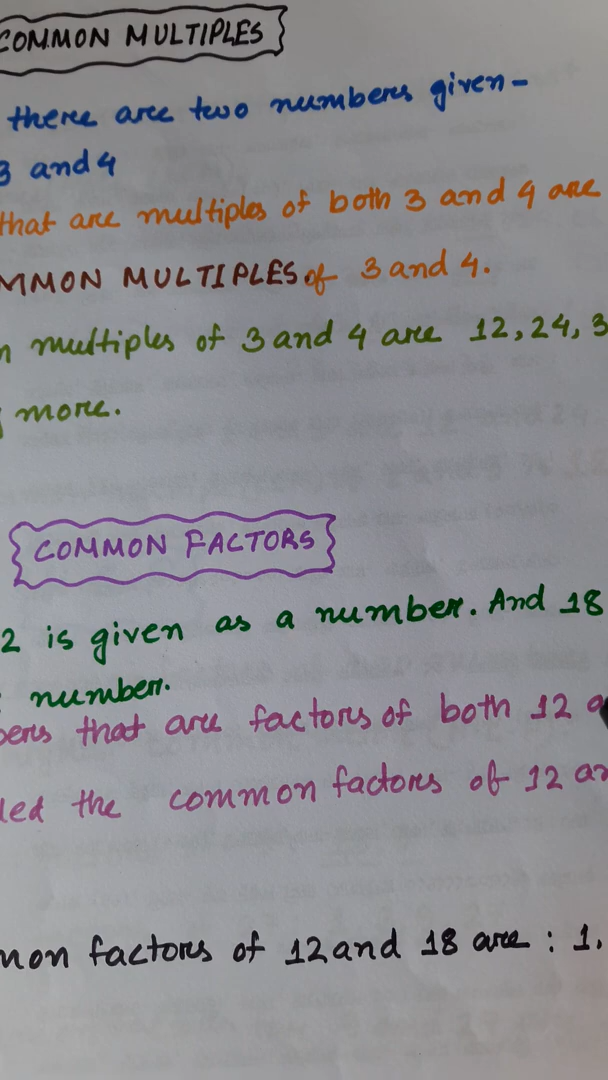 COMMON MULTIPLES
there are two numbers given-
3 and 4
that are multiples of both 3 and 4 are
MMON MULTIPLES of 3 and 4.
multiples of 3 and 4 are 12, 24, 3
more.
COMMON FACTORS
2 is given as a number. And 18
number.
bers that are factors of both 12 a
led the common factors of 12 an
mon factors of 12 and 18 are : 1.